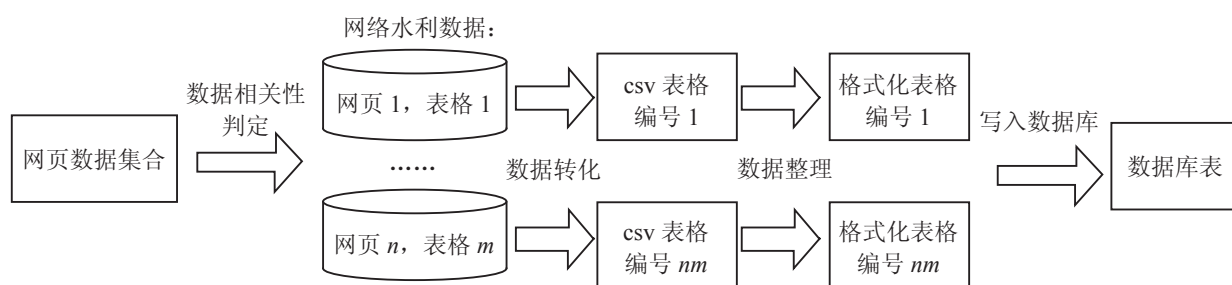 网络水利数据：
网页数据集合
数据相关性
判定
网页 1，表格 1
……
网页 n，表格 m
数据转化
csv 表格
编号 1
csv 表格
编号 nm
数据整理
格式化表格
编号 1
格式化表格
编号 nm
写入数据库
数据库表